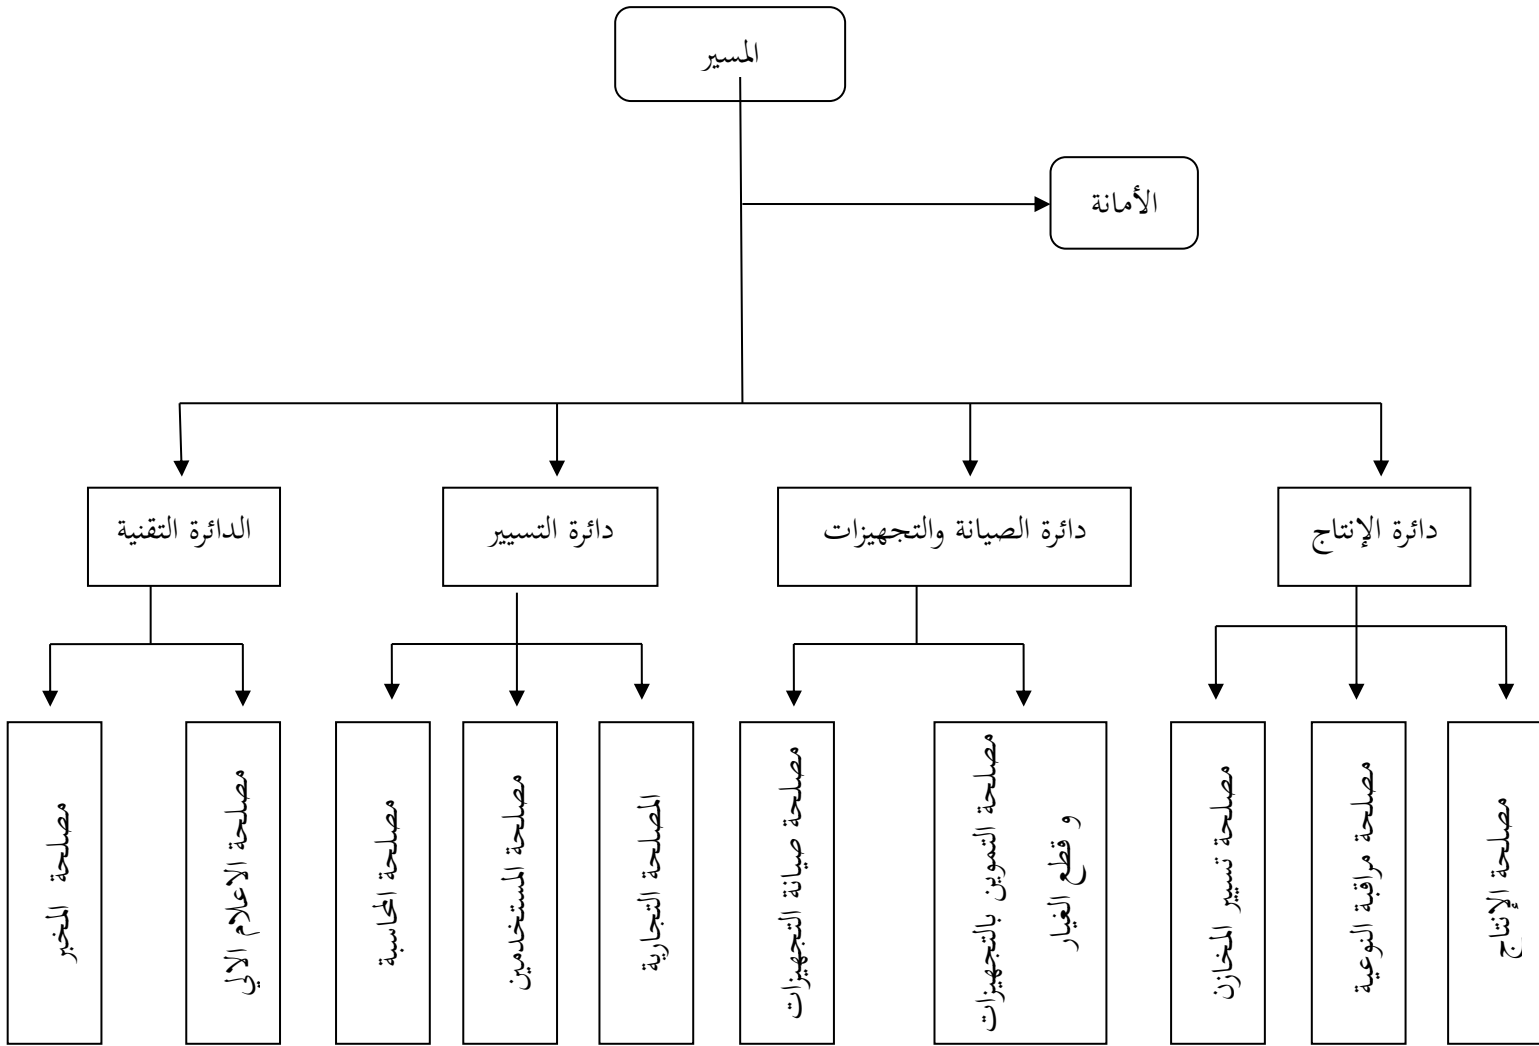 المسير
الأمانة
دائرة الإنتاج
دائرة الصيانة والتجهيزات
دائرة التسيير
الدائرة التقنية
مصلحة الإنتاج
مصلحة مراقبة النوعية
مصلحة تسيير المخازن
مصلحة التموين بالتجهيزات
و قطع الغيار
مصلحة صيانة التجهيزات
المصلحة التجارية
مصلحة المستخدمين
مصلحة المحاسبة
مصلحة الاعلام الالي
مصلحة المخبر